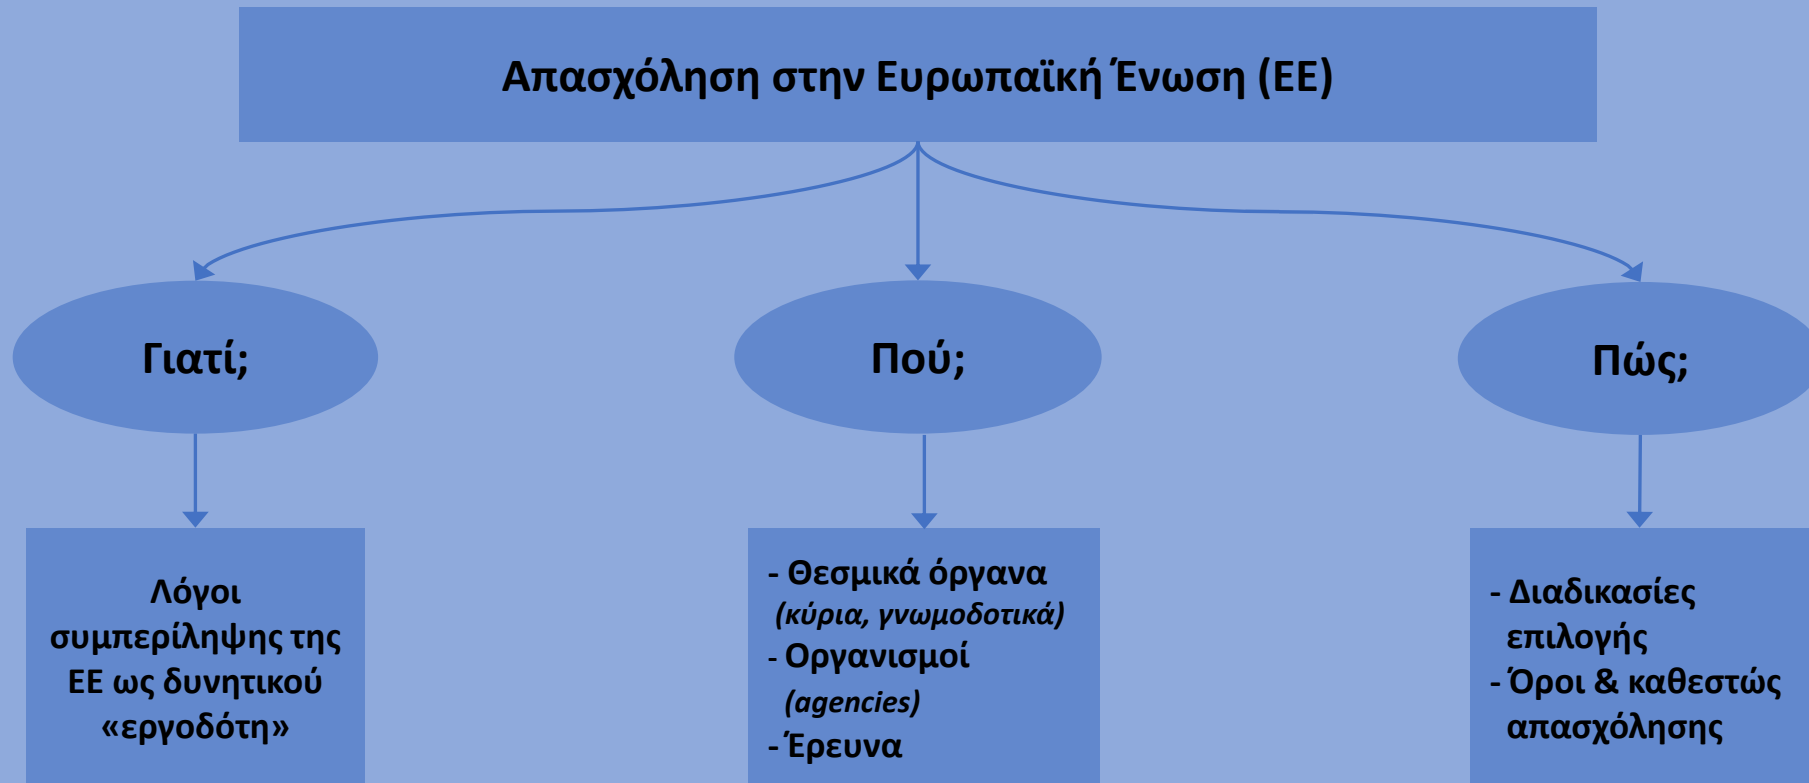 Απασχόληση στην Ευρωπαϊκή Ένωση (ΕΕ)
Γιατί;
Πού;
Πώς;
Λόγοι
συμπερίληψης της
ΕΕ ως δυνητικού
«εργοδότη»
- Θεσμικά όργανα
(κύρια, γνωμοδοτικά)
- Οργανισμοί
(agencies)
- Έρευνα
- Διαδικασίες
επιλογής
- Όροι & καθεστώς
απασχόλησης